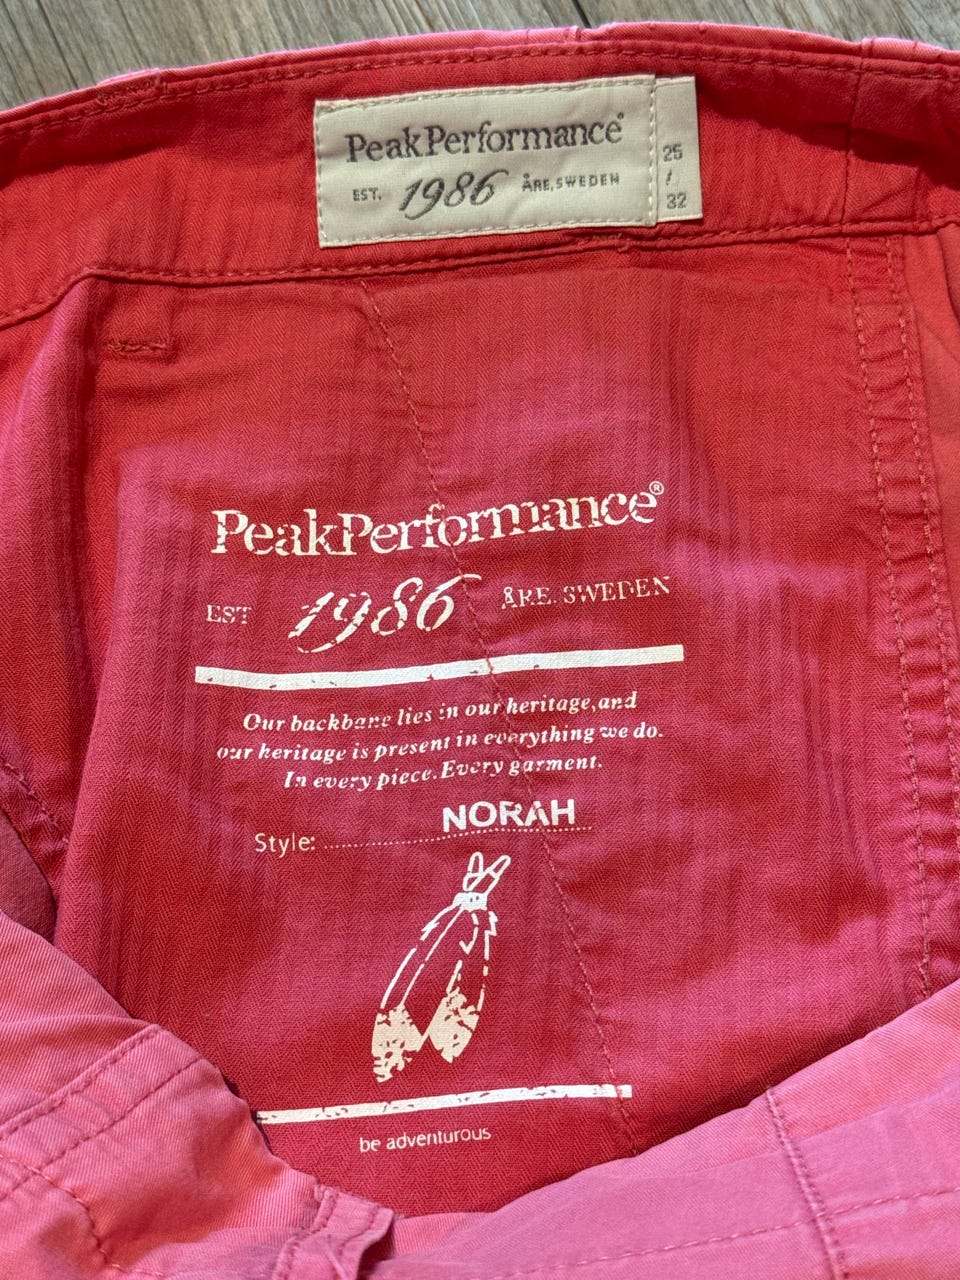 PeakPerformance®
EST. 1986 ÅRE, SWEDEN
25
/
32
PeakPerformance®
EST 1986 ÅRE. SWEDEN
Our backbone lies in our heritage, and
our heritage is present in everything we do.
In every piece. Every garment.
Style: NORAH
be adventurous